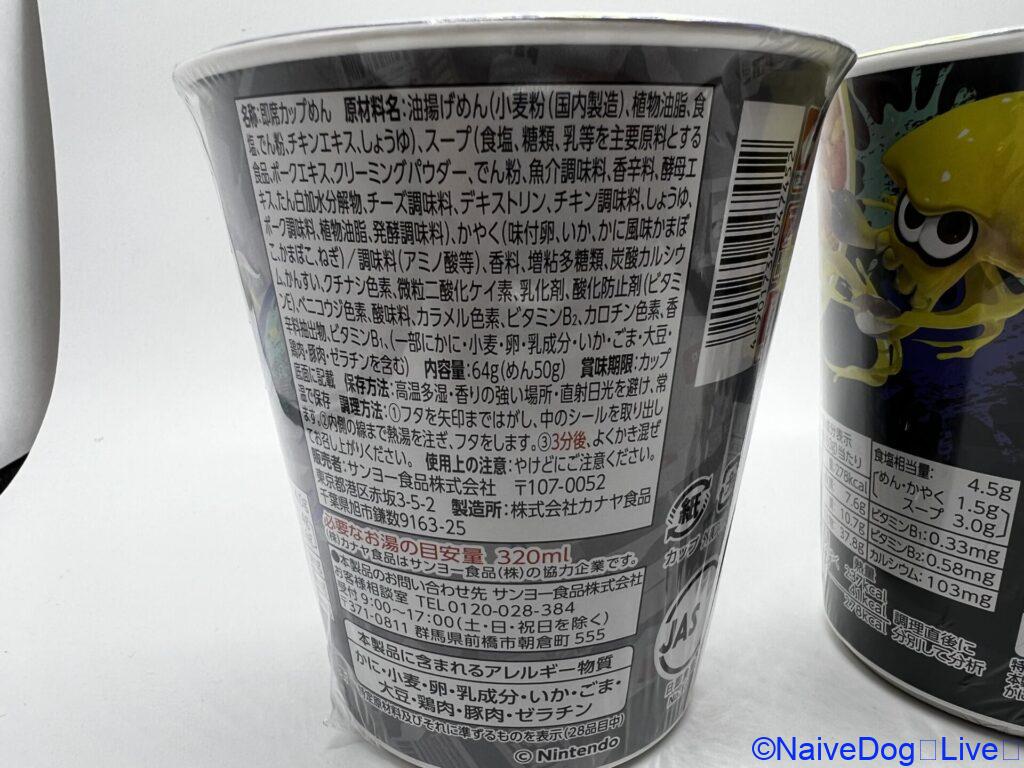 名称:即席カップめん 原材料名:油揚げめん(小麦粉(国内製造)、植物油脂、食
塩、でん粉、チキンエキス、しょうゆ)、スープ(食塩、糖類、乳等を主要原料とする
食品、ポークエキス、クリーミングパウダー、でん粉、魚介調味料、香辛料、酵母エ
キス、たん白加水分解物、チーズ調味料、デキストリン、チキン調味料、しょうゆ、
ポーク調味料、植物油脂、発酵調味料)、かやく(味付卵、いか、かに風味かまぼ
こ、かまぼこ、ねぎ)/調味料(アミノ酸等)、香料、増粘多糖類、炭酸カルシウ
ム、かんすい、クチナシ色素、微粒二酸化ケイ素、乳化剤、酸化防止剤(ビタミ
ンE)、ベニコウジ色素、酸味料、カラメル色素、ビタミンB₂、カロチン色素、香
辛料抽出物、ビタミンB₁、(一部にかに・小麦・卵・乳成分・いか・ごま・大豆・
鶏肉・豚肉・ゼラチンを含む) 内容量:64g(めん50g) 賞味期限:カップ
底面に記載 保存方法:高温多湿・香りの強い場所・直射日光を避け、常
温で保存 調理方法:①フタを矢印まではがし、中のシールを取り出し
ます。②内側の線まで熱湯を注ぎ、フタをします。③3分後、よくかき混ぜ
てお召し上がりください。 使用上の注意:やけどにご注意ください。
販売者:サンヨー食品株式会社 〒107-0052
東京都港区赤坂3-5-2 製造所:株式会社カナヤ食品
千葉県旭市鎌数9163-25
必要なお湯の目安量 320ml
(株)カナヤ食品はサンヨー食品(株)の協力企業です。
●本製品のお問い合わせ先 サンヨー食品株式会社
お客様相談室 TEL0120-028-384
受付 9:00~17:00(土・日・祝日を除く)
〒371-0811 群馬県前橋市朝倉町 555
本製品に含まれるアレルギー物質
かに・小麦・卵・乳成分・いか・ごま・
大豆・鶏肉・豚肉・ゼラチン
特定原材料及びそれに準ずるものを表示(28品目中)
© Nintendo
紙
カップ
JAS
食塩相当量:
4.5g
めん・かやく 1.5g
スープ 3.0g
ビタミンB₁:0.33mg
ビタミンB₂:0.58mg
カルシウム:103mg
7.6g
10.7g
37.8g
熱量
278kcal
調理直後に
分別して分析
©NaiveDog Live